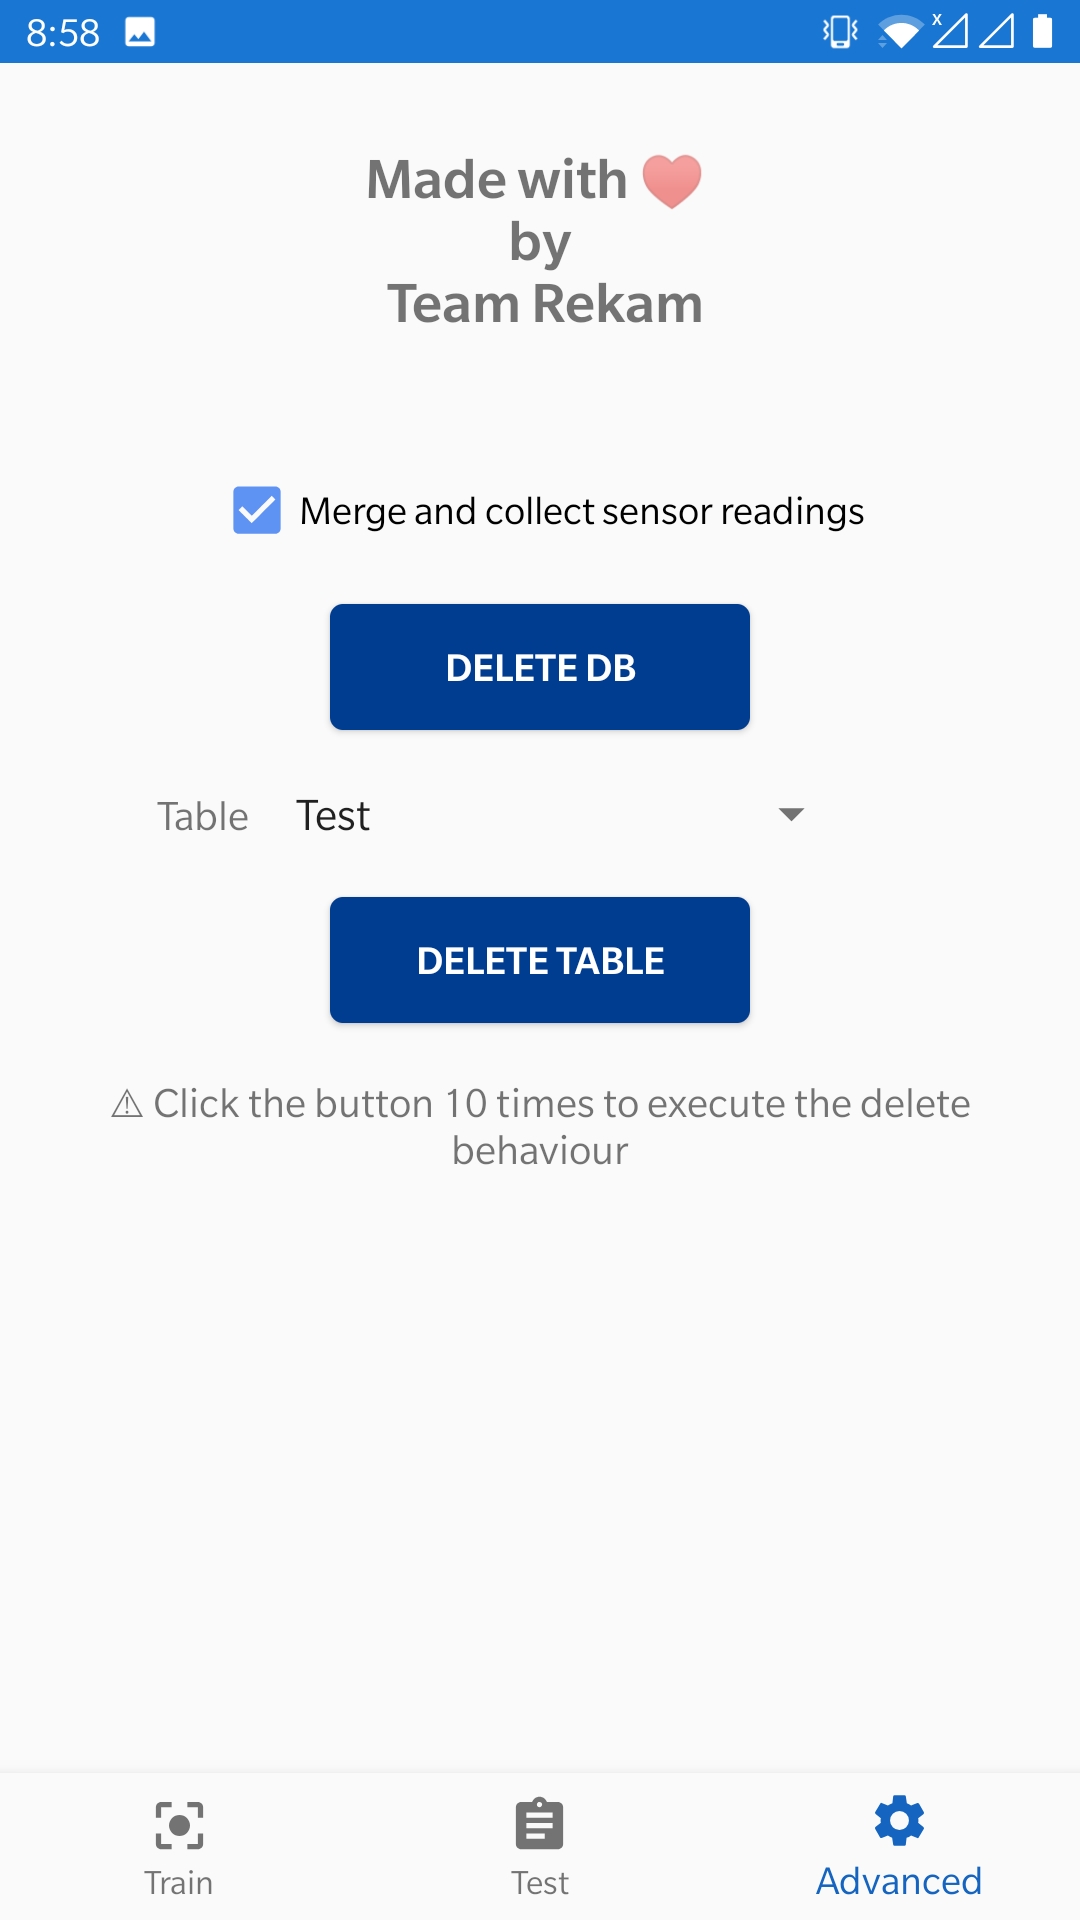 8:58
x
Made with ❤
by
Team Rekam
Merge and collect sensor readings
DELETE DB
Table Test
DELETE TABLE
⚠ Click the button 10 times to execute the delete
behaviour
Train Test Advanced